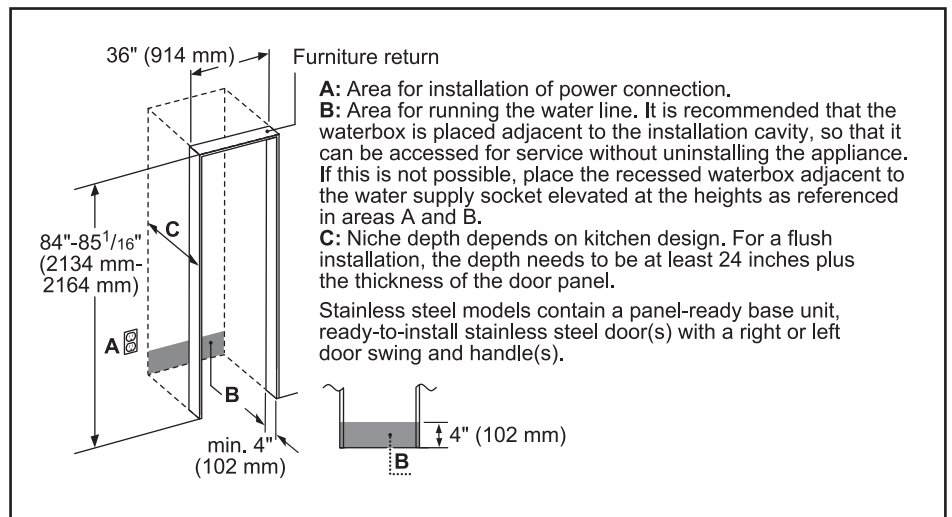 36" (914 mm)
Furniture return
A: Area for installation of power connection.
B: Area for running the water line. It is recommended that the
waterbox is placed adjacent to the installation cavity, so that it
can be accessed for service without uninstalling the appliance.
If this is not possible, place the recessed waterbox adjacent to
the water supply socket elevated at the heights as referenced
in areas A and B.
C: Niche depth depends on kitchen design. For a flush
installation, the depth needs to be at least 24 inches plus
the thickness of the door panel.
Stainless steel models contain a panel-ready base unit,
ready-to-install stainless steel door(s) with a right or left
door swing and handle(s).
C
84"-85 1/16"
(2134 mm-
2164 mm)
A
B
min. 4"
(102 mm)
4" (102 mm)
B